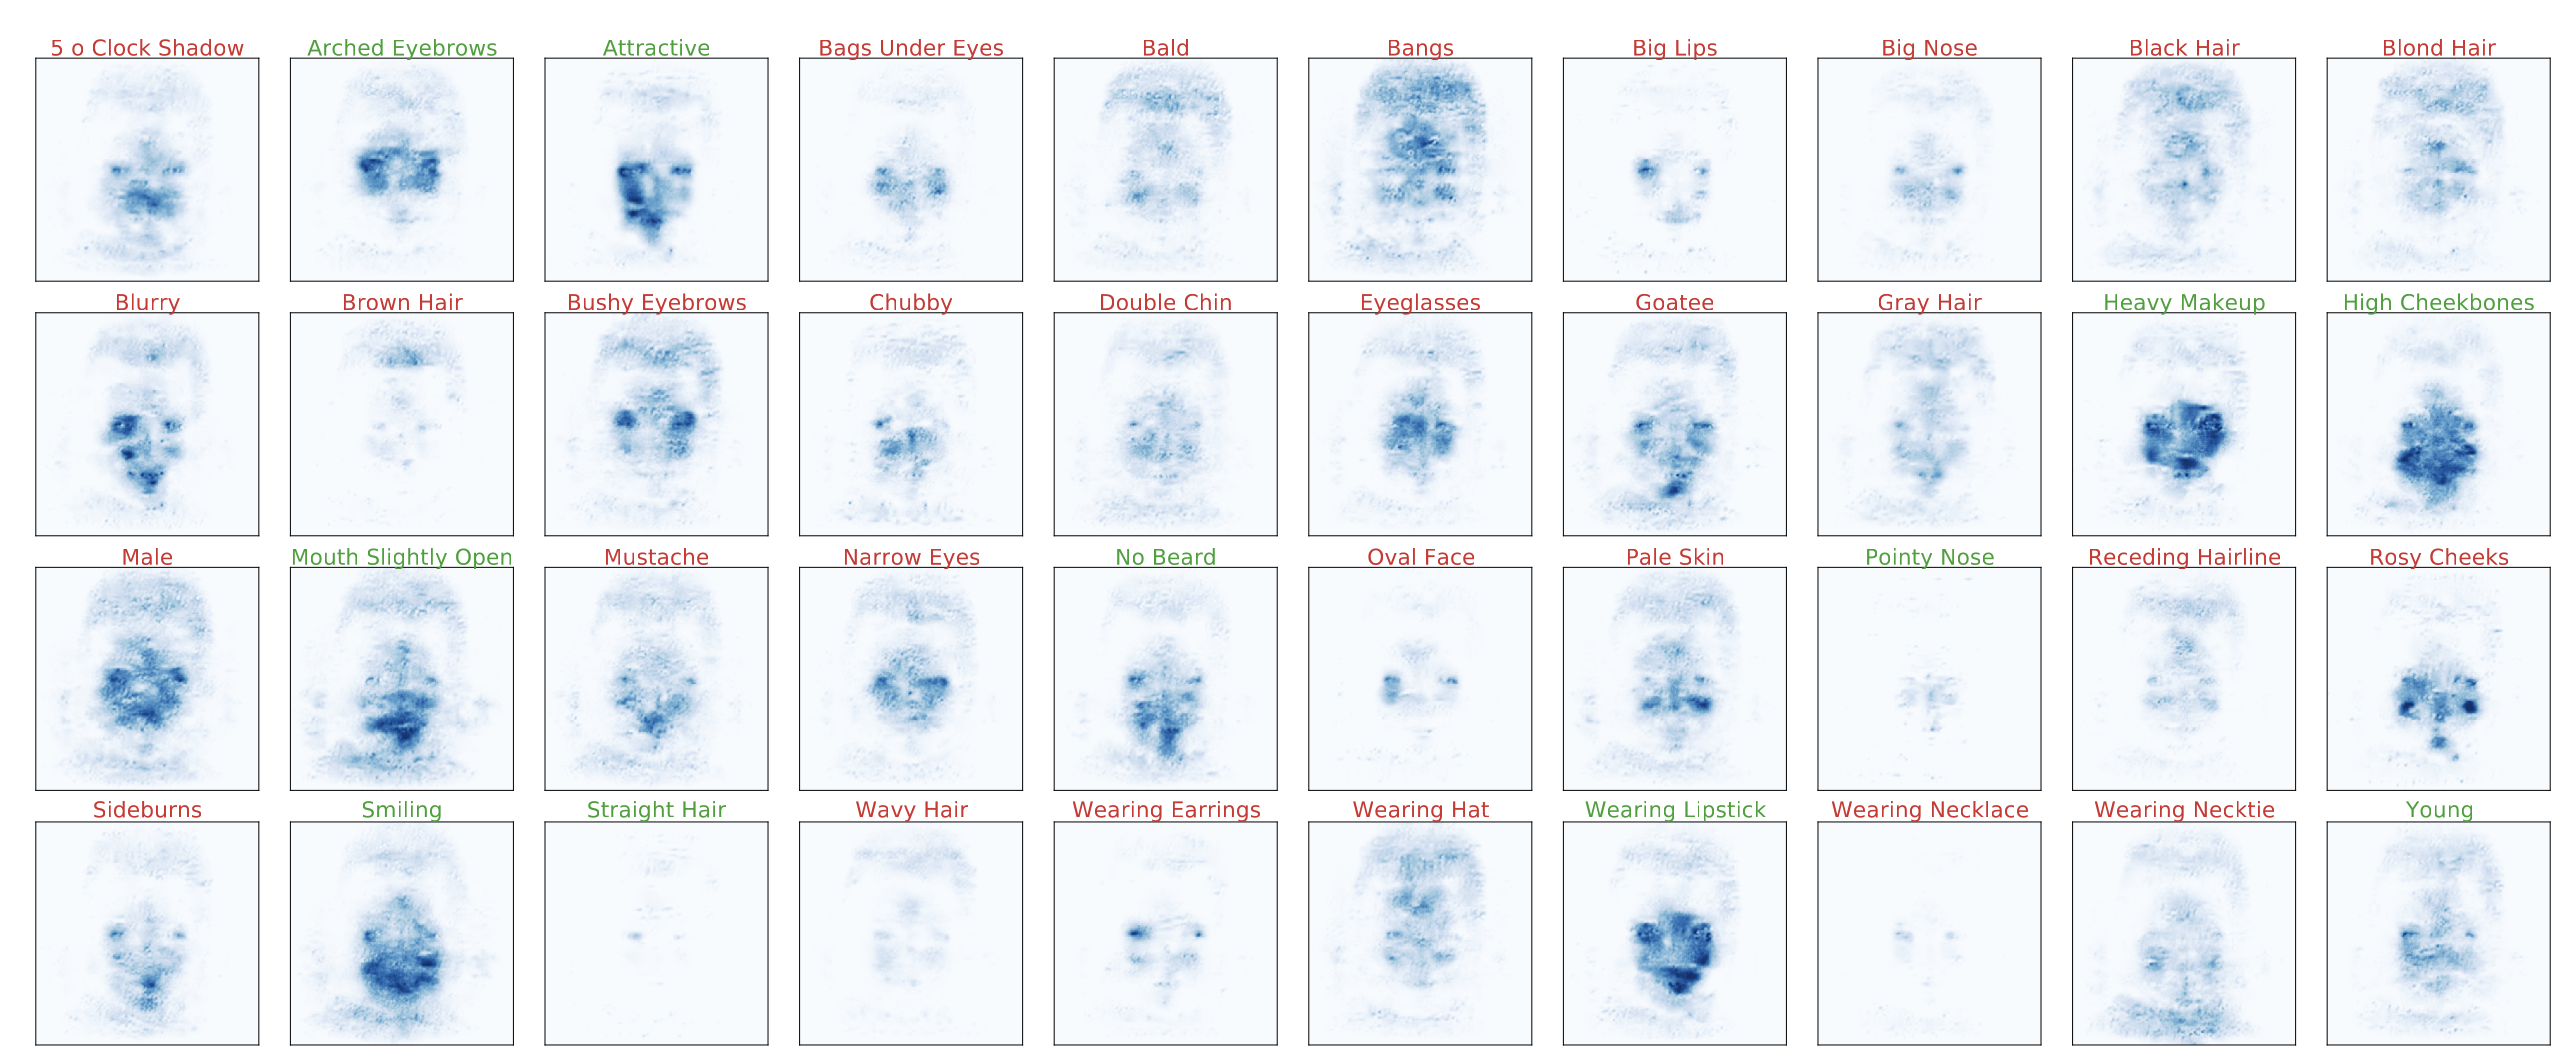 5 o Clock Shadow Arched Eyebrows Attractive Bags Under Eyes Bald Bangs Big Lips Big Nose Black Hair Blond Hair
Blurry Brown Hair Bushy Eyebrows Chubby Double Chin Eyeglasses Goatee Gray Hair Heavy Makeup High Cheekbones
Male Mouth Slightly Open Mustache Narrow Eyes No Beard Oval Face Pale Skin Pointy Nose Receding Hairline Rosy Cheeks
Sideburns Smiling Straight Hair Wavy Hair Wearing Earrings Wearing Hat Wearing Lipstick Wearing Necklace Wearing Necktie Young